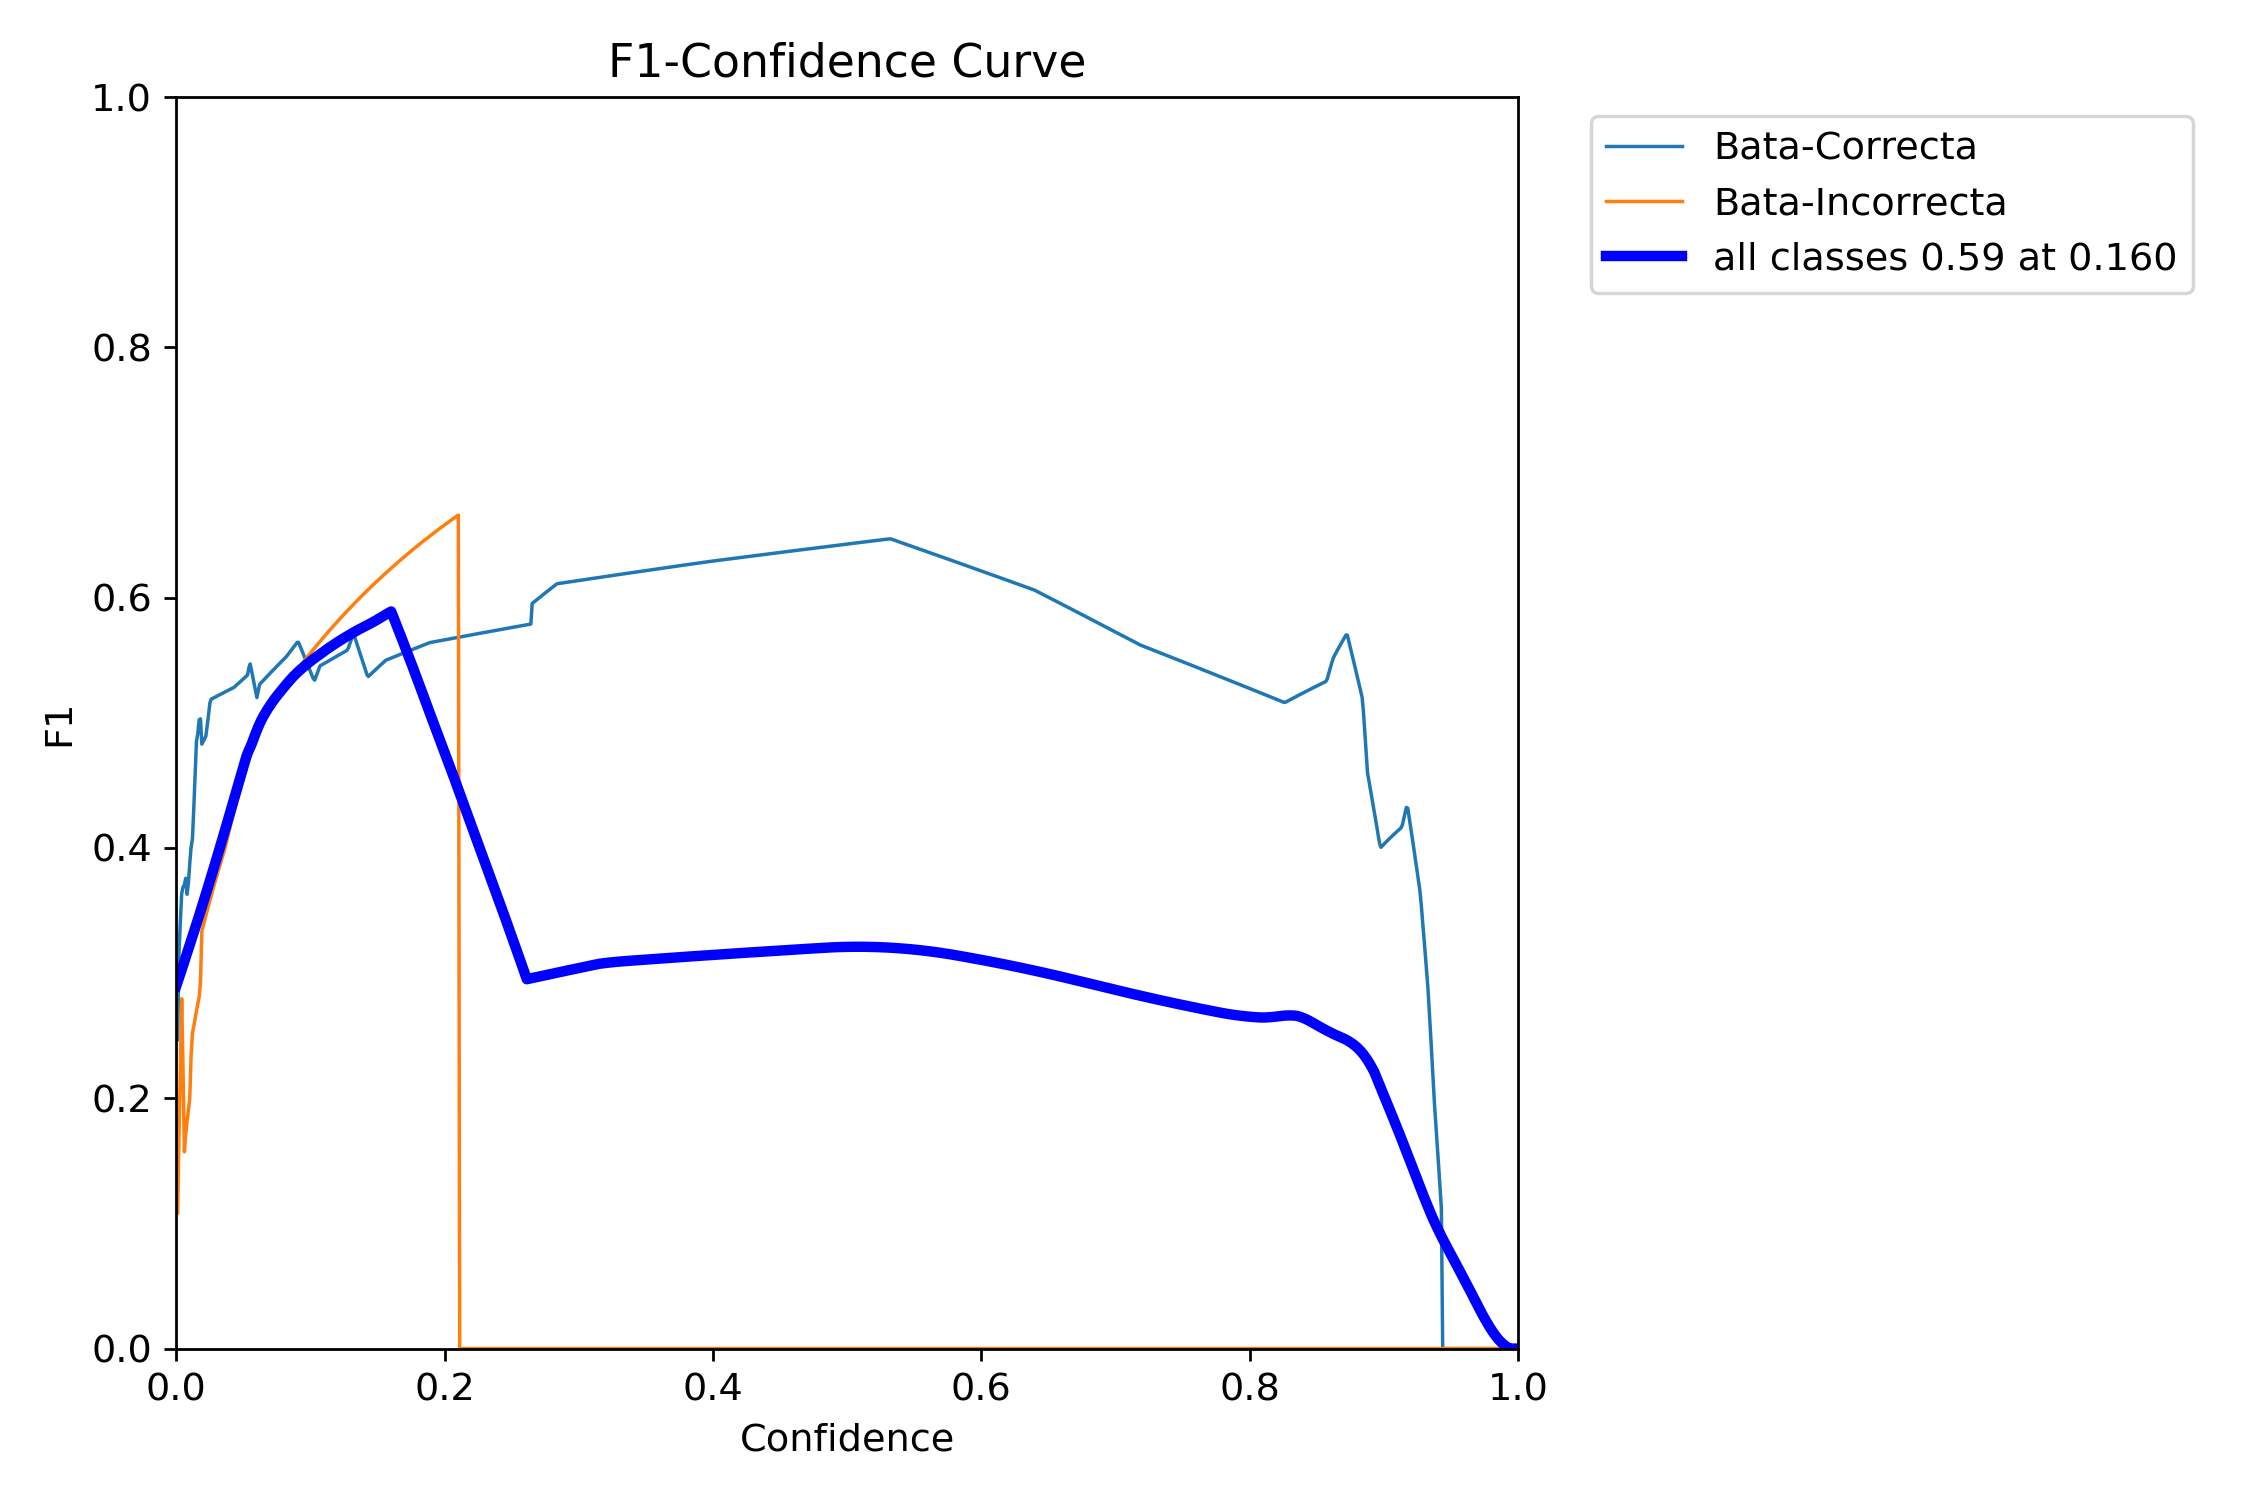 F1-Confidence Curve
1.0
0.8
0.6
0.4
0.2
0.0
F1
0.0 0.2 0.4 0.6 0.8 1.0
Confidence
Bata-Correcta
Bata-Incorrecta
all classes 0.59 at 0.160